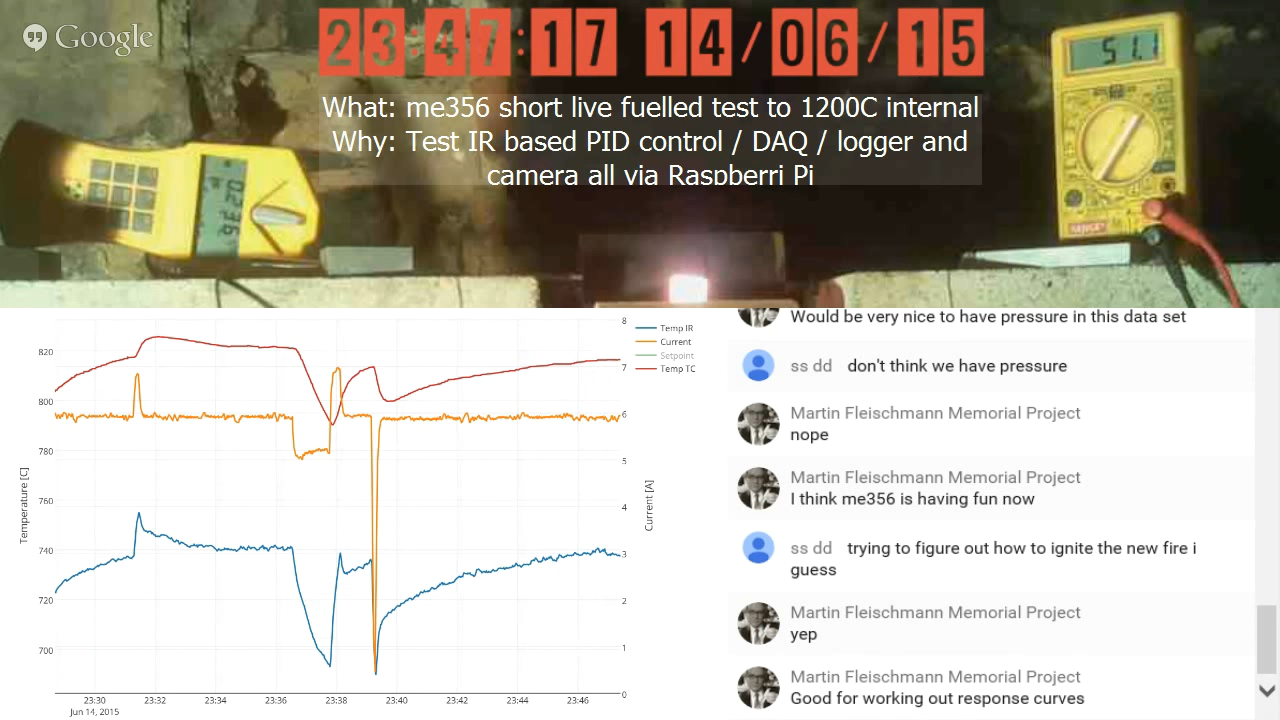 Google
23:47:17 14/06/15
What: me356 short live fuelled test to 1200C internal
Why: Test IR based PID control / DAQ / logger and
camera all via Raspberri Pi
51.1
Temp IR
Current
Setpoint
Temp TC
820
800
780
760
740
720
700
Temperature [C]
8
7
6
5
4
3
2
1
0
Current [A]
23:30
23:32
23:34
23:36
23:38
23:40
23:42
23:44
23:46
Jun 14, 2015
Would be very nice to have pressure in this data set
ss dd don't think we have pressure
Martin Fleischmann Memorial Project
nope
Martin Fleischmann Memorial Project
I think me356 is having fun now
ss dd trying to figure out how to ignite the new fire i
guess
Martin Fleischmann Memorial Project
yep
Martin Fleischmann Memorial Project
Good for working out response curves